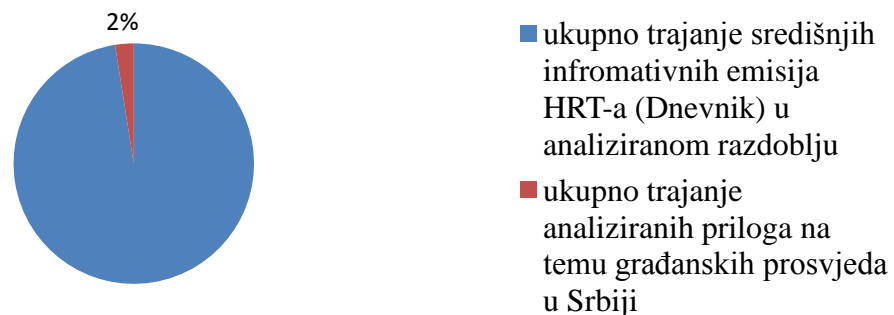 2%
ukupno trajanje središnjih
infromativnih emisija
HRT-a (Dnevnik) u
analiziranom razdoblju
ukupno trajanje
analiziranih priloga na
temu građanskih prosvjeda
u Srbiji